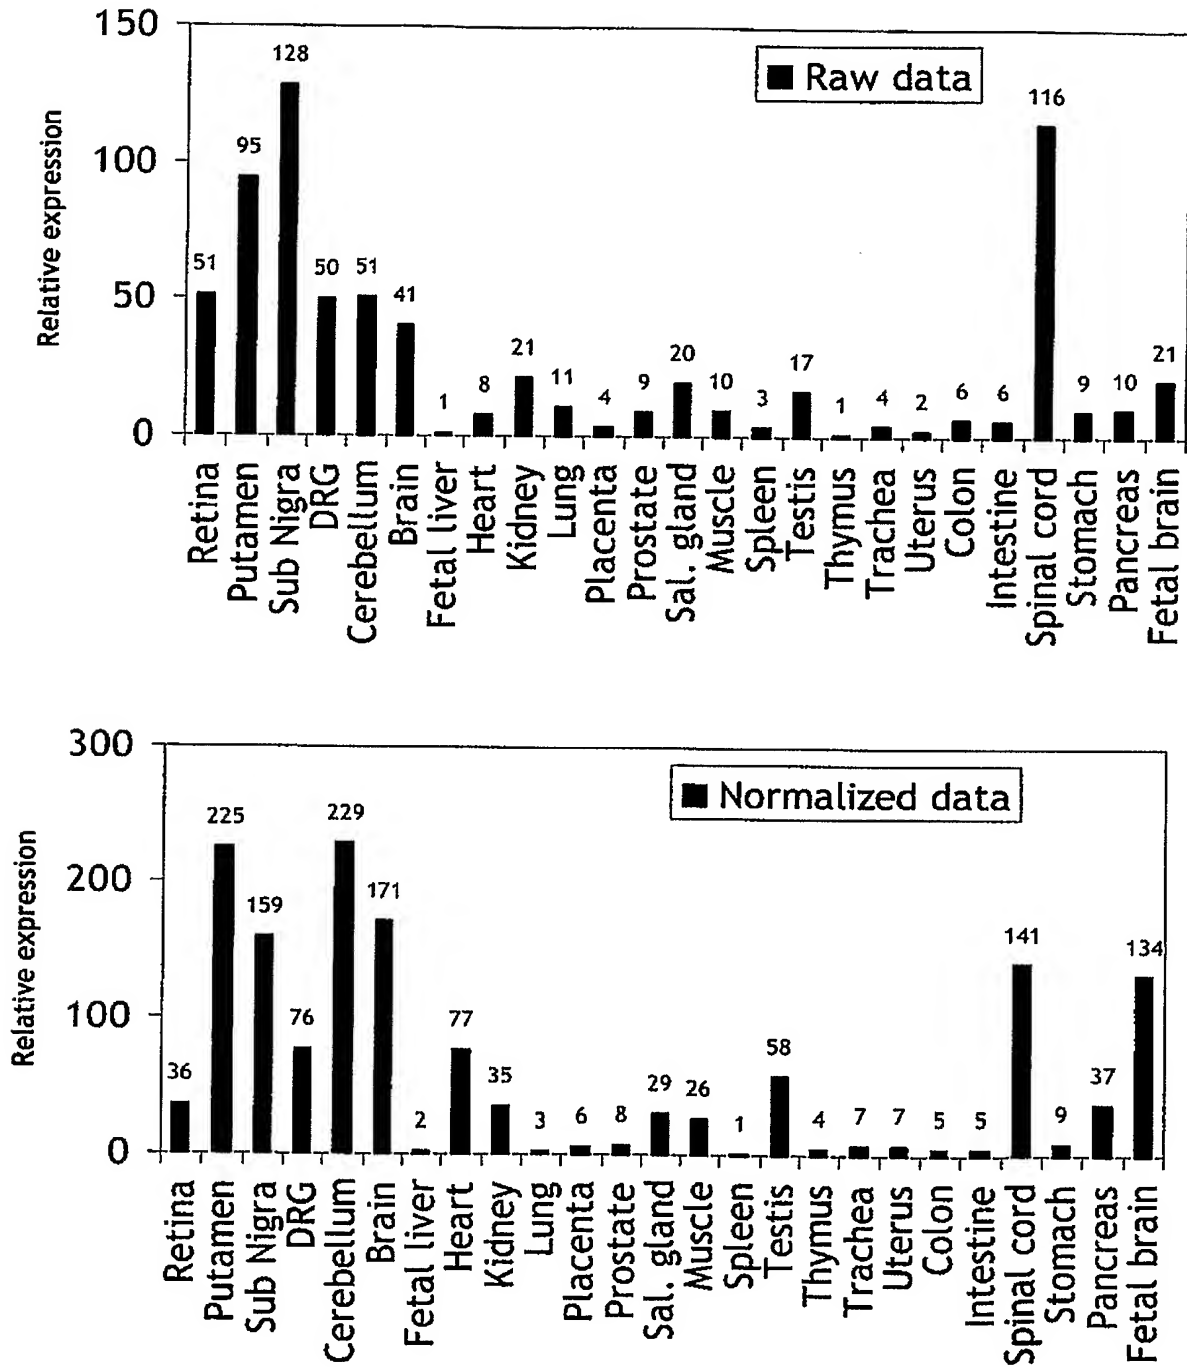 150
100
50
0
Relative expression
Raw data
51
95
128
50
51
41
1
8
21
11
4
9
20
10
3
17
1
4
2
6
6
116
9
10
21
Retina
Putamen
Sub Nigra
DRG
Cerebellum
Brain
Fetal liver
Heart
Kidney
Lung
Placenta
Prostate
Sal. gland
Muscle
Spleen
Testis
Thymus
Trachea
Uterus
Colon
Intestine
Spinal cord
Stomach
Pancreas
Fetal brain
300
200
100
0
Relative expression
Normalized data
36
225
159
76
229
171
2
77
35
3
6
8
29
26
1
58
4
7
7
5
5
141
9
37
134
Retina
Putamen
Sub Nigra
DRG
Cerebellum
Brain
Fetal liver
Heart
Kidney
Lung
Placenta
Prostate
Sal. gland
Muscle
Spleen
Testis
Thymus
Trachea
Uterus
Colon
Intestine
Spinal cord
Stomach
Pancreas
Fetal brain